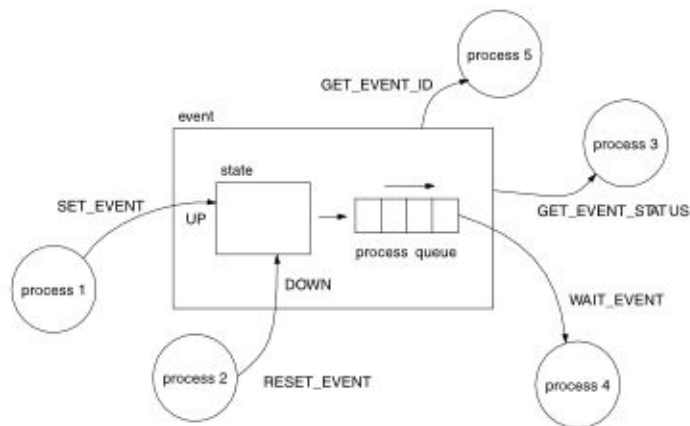 process 5
GET_EVENT_ID
event
process 3
state
SET_EVENT
UP
GET_EVENT_STATUS
process queue
process 1
DOWN
WAIT_EVENT
process 2
RESET_EVENT
process 4